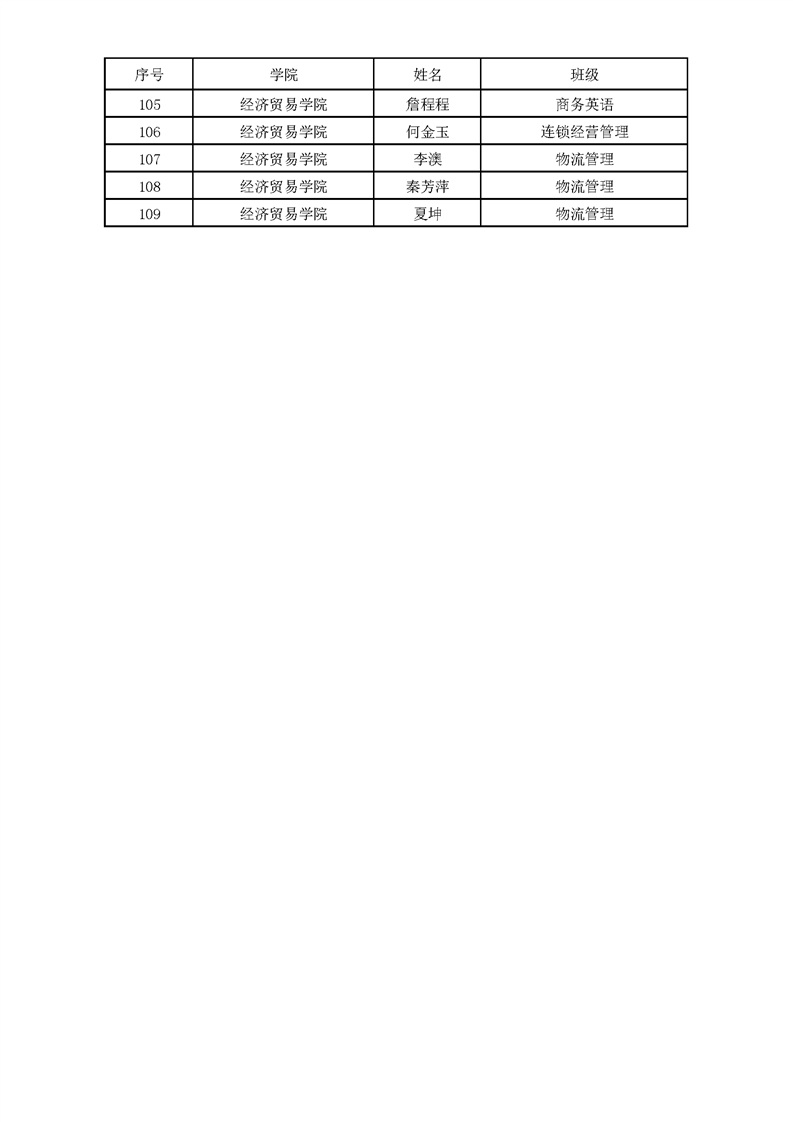 序号 学院 姓名 班级
105 经济贸易学院 詹程程 商务英语
106 经济贸易学院 何金玉 连锁经营管理
107 经济贸易学院 李澳 物流管理
108 经济贸易学院 秦芳萍 物流管理
109 经济贸易学院 夏坤 物流管理